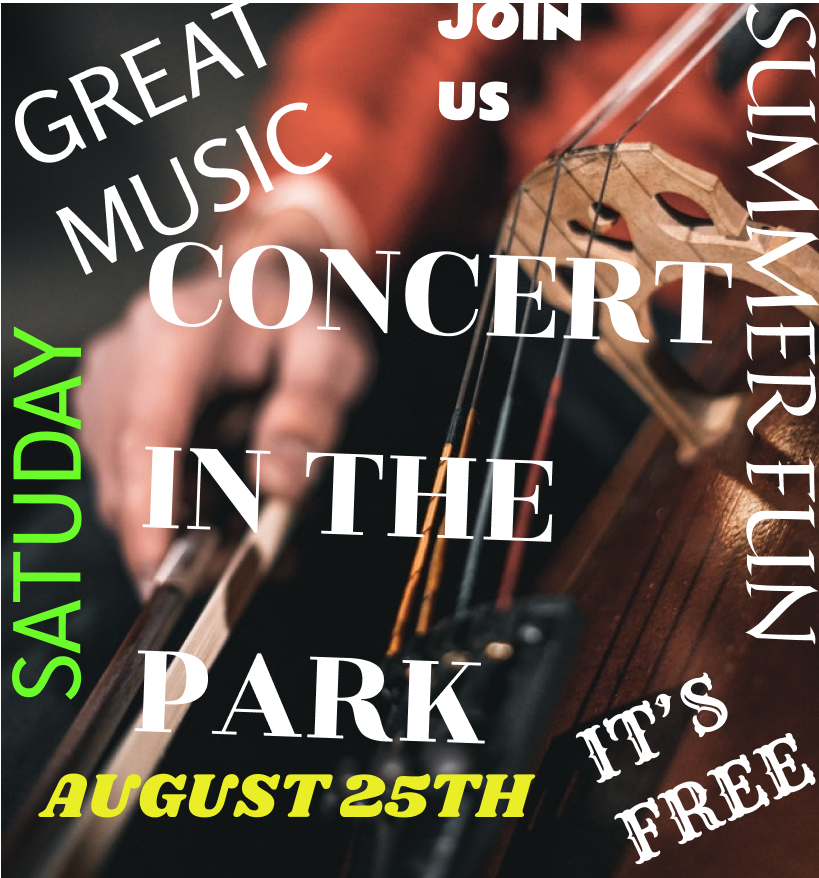 GREAT
MUSIC
JOIN
US
SUMMER FUN
CONCERT
IN THE
PARK
SATUDAY
AUGUST 25TH
IT'S
FREE